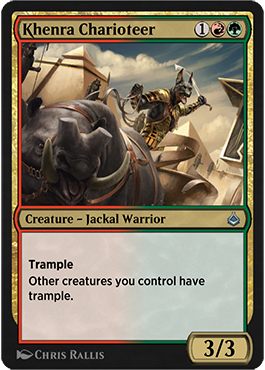 Khenra Charioteer 1
Creature – Jackal Warrior
Trample
Other creatures you control have
trample.
3/3
Chris Rallis